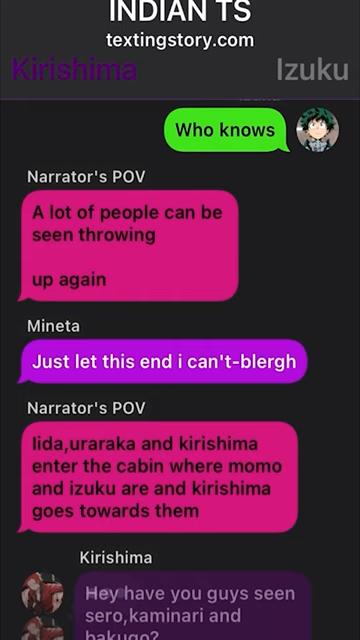 INDIAN TS
textingstory.com
Kirishima
Izuku
Who knows
Narrator's POV
A lot of people can be
seen throwing
up again
Mineta
Just let this end i can't-blergh
Narrator's POV
Iida,uraraka and kirishima
enter the cabin where momo
and izuku are and kirishima
goes towards them
Kirishima
Hey have you guys seen
sero,kaminari and
bakugo?